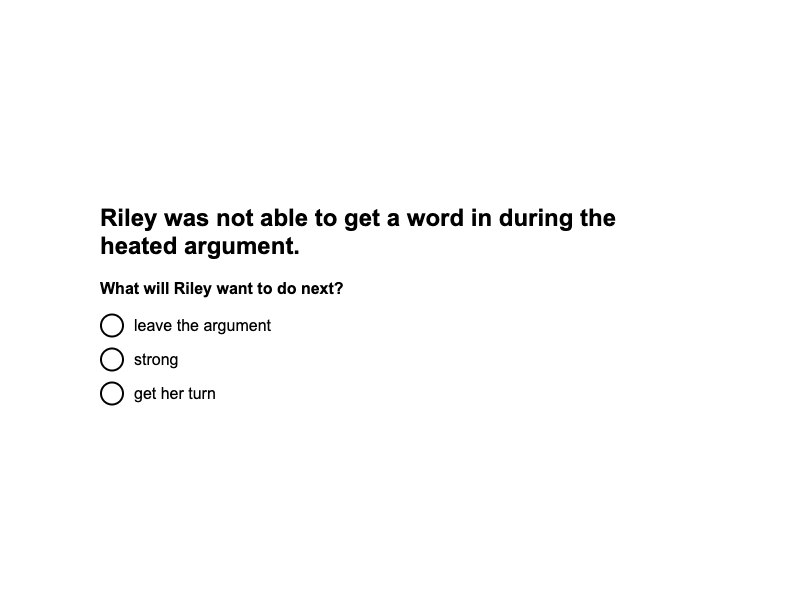 Riley was not able to get a word in during the
heated argument.
What will Riley want to do next?
leave the argument
strong
get her turn